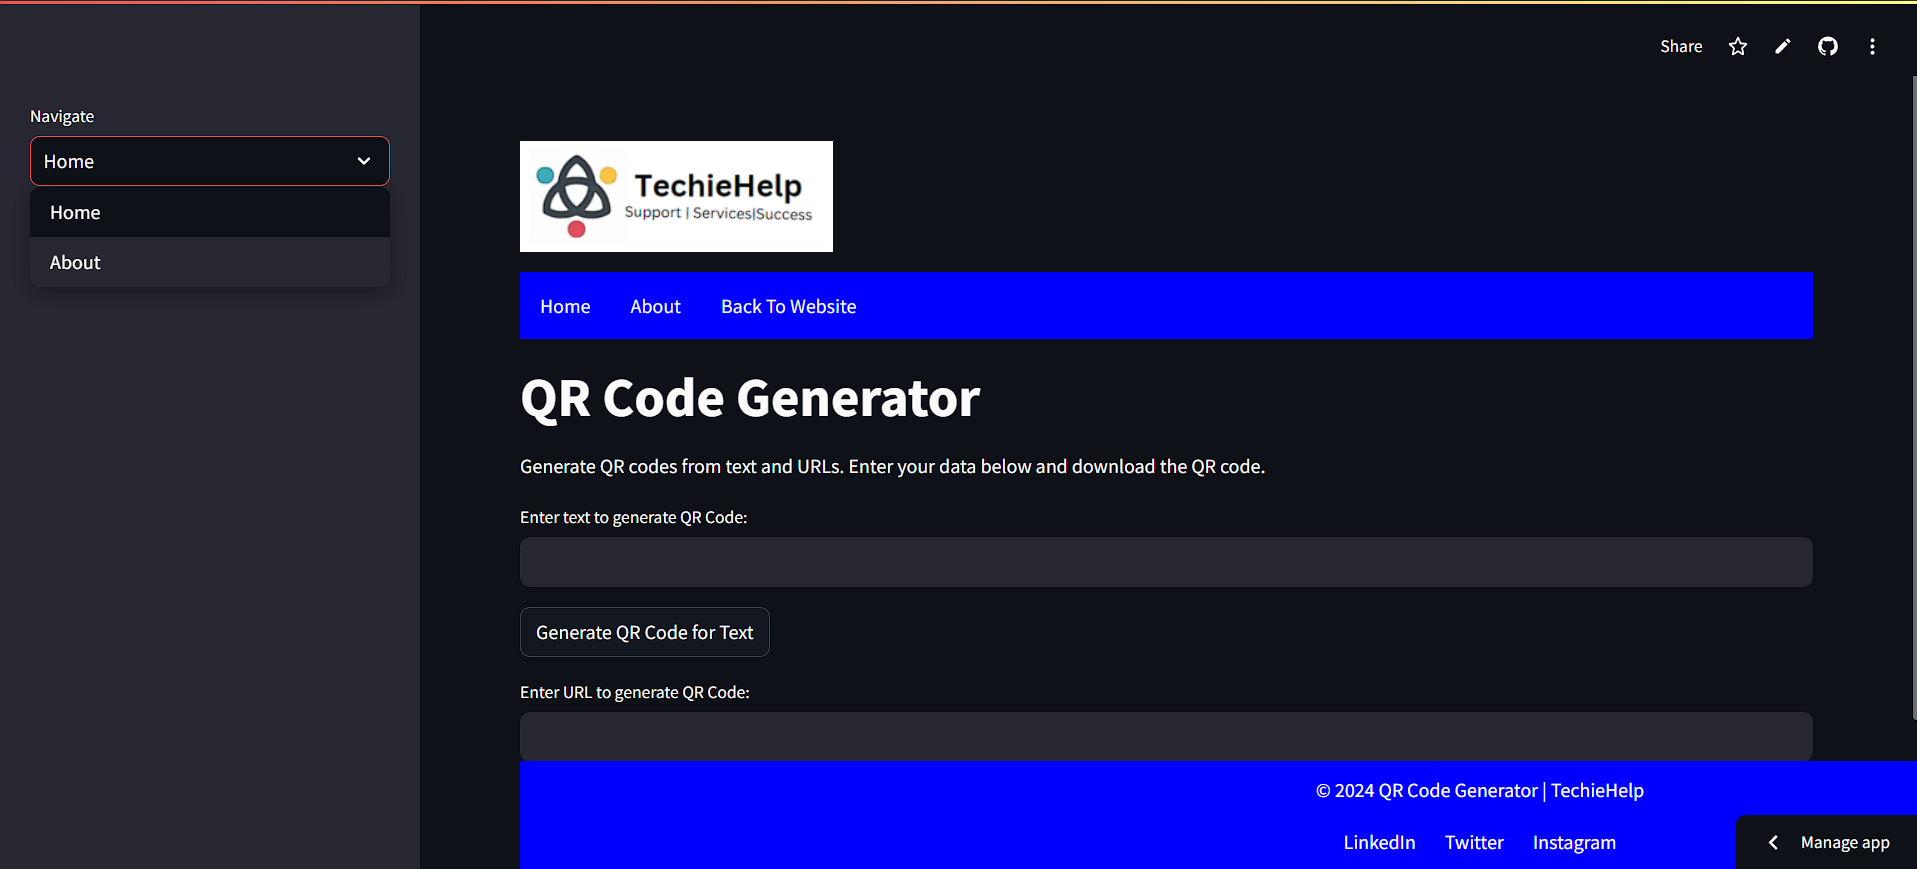 Share
Navigate
Home
Home
About
TechieHelp
Support | Services|Success
Home About Back To Website
QR Code Generator
Generate QR codes from text and URLs. Enter your data below and download the QR code.
Enter text to generate QR Code:
Generate QR Code for Text
Enter URL to generate QR Code:
© 2024 QR Code Generator | TechieHelp
LinkedIn Twitter Instagram
Manage app